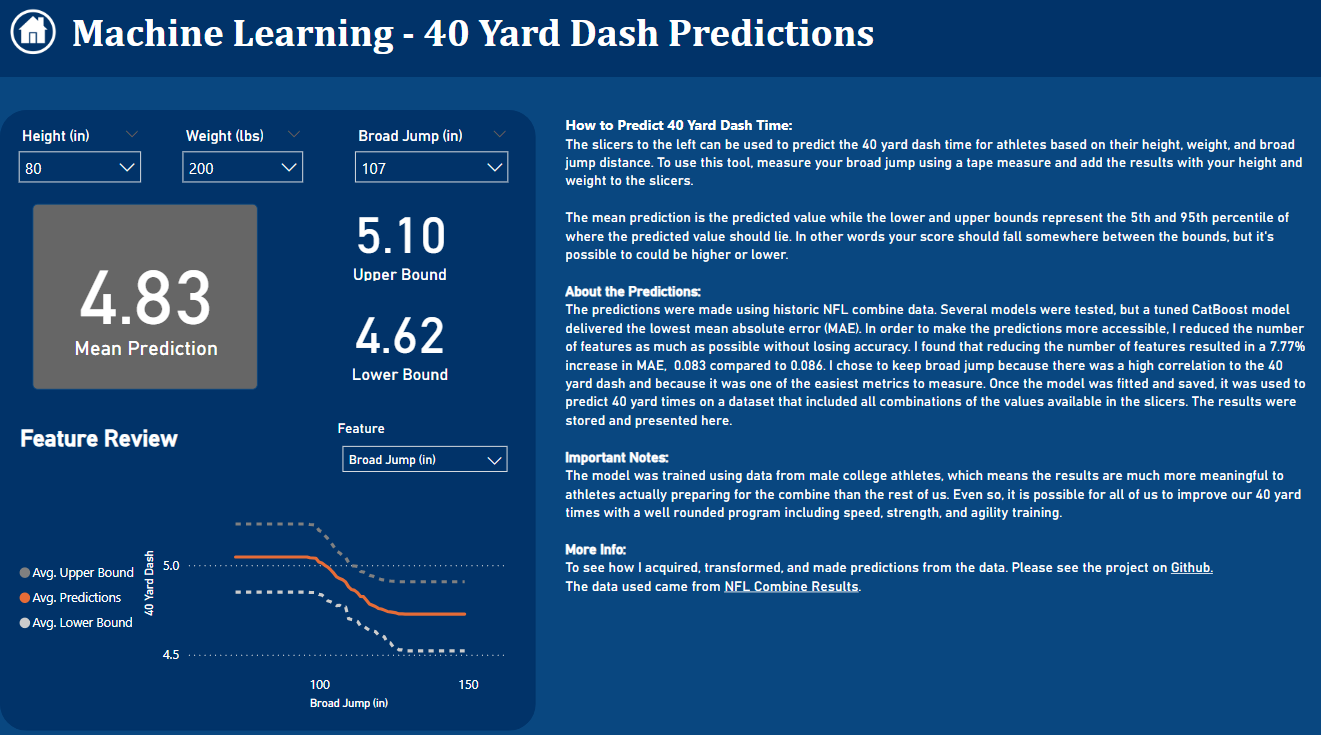 Machine Learning - 40 Yard Dash Predictions
Height (in)
Weight (lbs)
Broad Jump (in)
80
200
107
4.83
Mean Prediction
5.10
Upper Bound
4.62
Lower Bound
Feature Review
Feature
Broad Jump (in)
Avg. Upper Bound
Avg. Predictions
Avg. Lower Bound
40 Yard Dash
5.0
4.5
100
150
Broad Jump (in)
How to Predict 40 Yard Dash Time:
The slicers to the left can be used to predict the 40 yard dash time for athletes based on their height, weight, and broad
jump distance. To use this tool, measure your broad jump using a tape measure and add the results with your height and
weight to the slicers.
The mean prediction is the predicted value while the lower and upper bounds represent the 5th and 95th percentile of
where the predicted value should lie. In other words your score should fall somewhere between the bounds, but it's
possible to could be higher or lower.
About the Predictions:
The predictions were made using historic NFL combine data. Several models were tested, but a tuned CatBoost model
delivered the lowest mean absolute error (MAE). In order to make the predictions more accessible, I reduced the number
of features as much as possible without losing accuracy. I found that reducing the number of features resulted in a 7.77%
increase in MAE, 0.083 compared to 0.086. I chose to keep broad jump because there was a high correlation to the 40
yard dash and because it was one of the easiest metrics to measure. Once the model was fitted and saved, it was used to
predict 40 yard times on a dataset that included all combinations of the values available in the slicers. The results were
stored and presented here.
Important Notes:
The model was trained using data from male college athletes, which means the results are much more meaningful to
athletes actually preparing for the combine than the rest of us. Even so, it is possible for all of us to improve our 40 yard
times with a well rounded program including speed, strength, and agility training.
More Info:
To see how I acquired, transformed, and made predictions from the data. Please see the project on Github.
The data used came from NFL Combine Results.